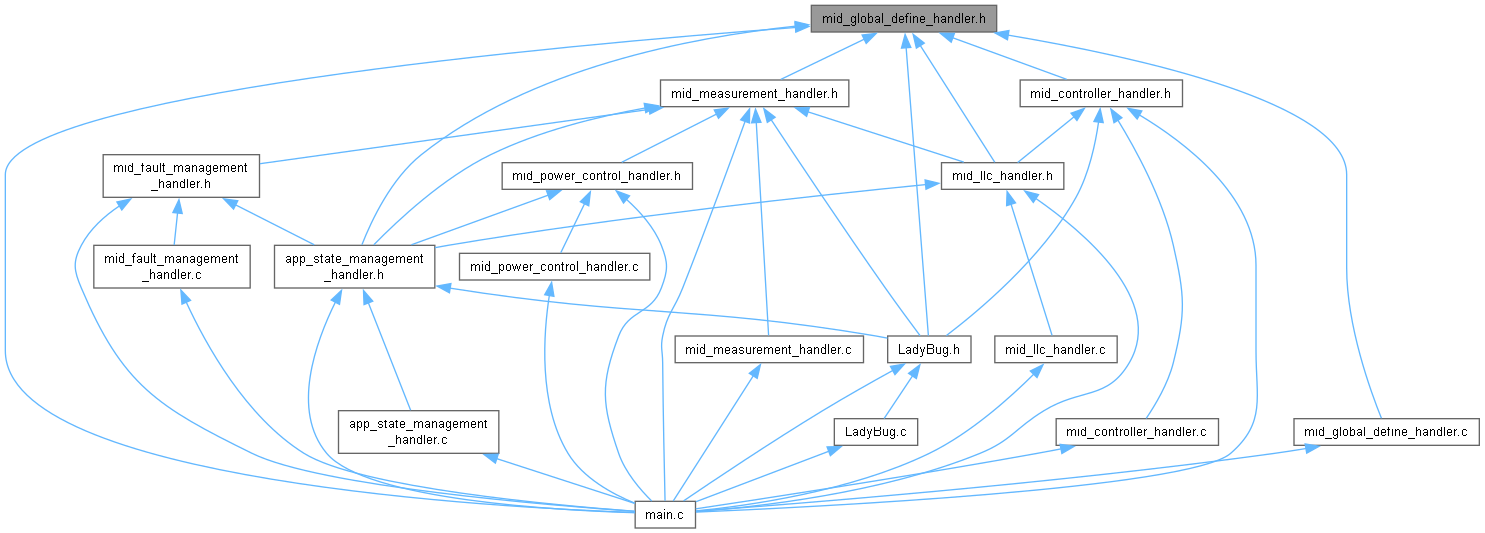 mid_global_define_handler.h
mid_measurement_handler.h
mid_controller_handler.h
mid_fault_management
_handler.h
mid_power_control_handler.h
mid_llc_handler.h
mid_fault_management
_handler.c
app_state_management
_handler.h
mid_power_control_handler.c
mid_measurement_handler.c
LadyBug.h
mid_llc_handler.c
app_state_management
_handler.c
LadyBug.c
mid_controller_handler.c
mid_global_define_handler.c
main.c